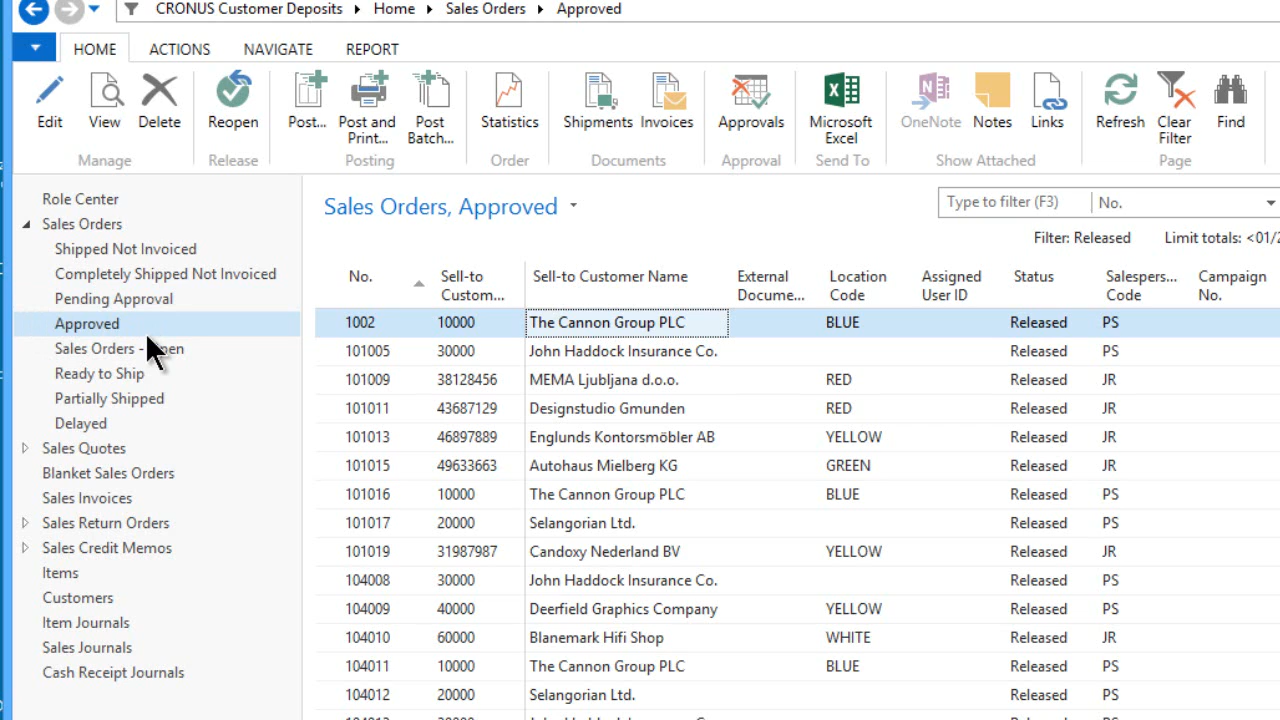 CRONUS Customer Deposits Home Sales Orders Approved
HOME ACTIONS NAVIGATE REPORT
Edit View Delete Reopen Post... Post and Print... Post Batch... Statistics Shipments Invoices Approvals Microsoft Excel OneNote Notes Links Refresh Clear Filter Find
Manage Release Posting Order Documents Approval Send To Show Attached Page
Role Center
Sales Orders
Shipped Not Invoiced
Completely Shipped Not Invoiced
Pending Approval
Approved
Sales Orders -
Ready to Ship
Partially Shipped
Delayed
Sales Quotes
Blanket Sales Orders
Sales Invoices
Sales Return Orders
Sales Credit Memos
Items
Customers
Item Journals
Sales Journals
Cash Receipt Journals
Sales Orders, Approved
Type to filter (F3) No.
Filter: Released Limit totals: <01/2
No. Sell-to Custom... Sell-to Customer Name External Docume... Location Code Assigned User ID Status Salespers... Code Campaign No.
1002 10000 The Cannon Group PLC BLUE Released PS
101005 30000 John Haddock Insurance Co. Released PS
101009 38128456 MEMA Ljubljana d.o.o. RED Released JR
101011 43687129 Designstudio Gmunden RED Released JR
101013 46897889 Englunds Kontorsmöbler AB YELLOW Released JR
101015 49633663 Autohaus Mielberg KG GREEN Released JR
101016 10000 The Cannon Group PLC BLUE Released PS
101017 20000 Selangorian Ltd. Released PS
101019 31987987 Candoxy Nederland BV YELLOW Released JR
104008 30000 John Haddock Insurance Co. Released PS
104009 40000 Deerfield Graphics Company YELLOW Released PS
104010 60000 Blanemark Hifi Shop WHITE Released JR
104011 10000 The Cannon Group PLC BLUE Released PS
104012 20000 Selangorian Ltd. Released PS